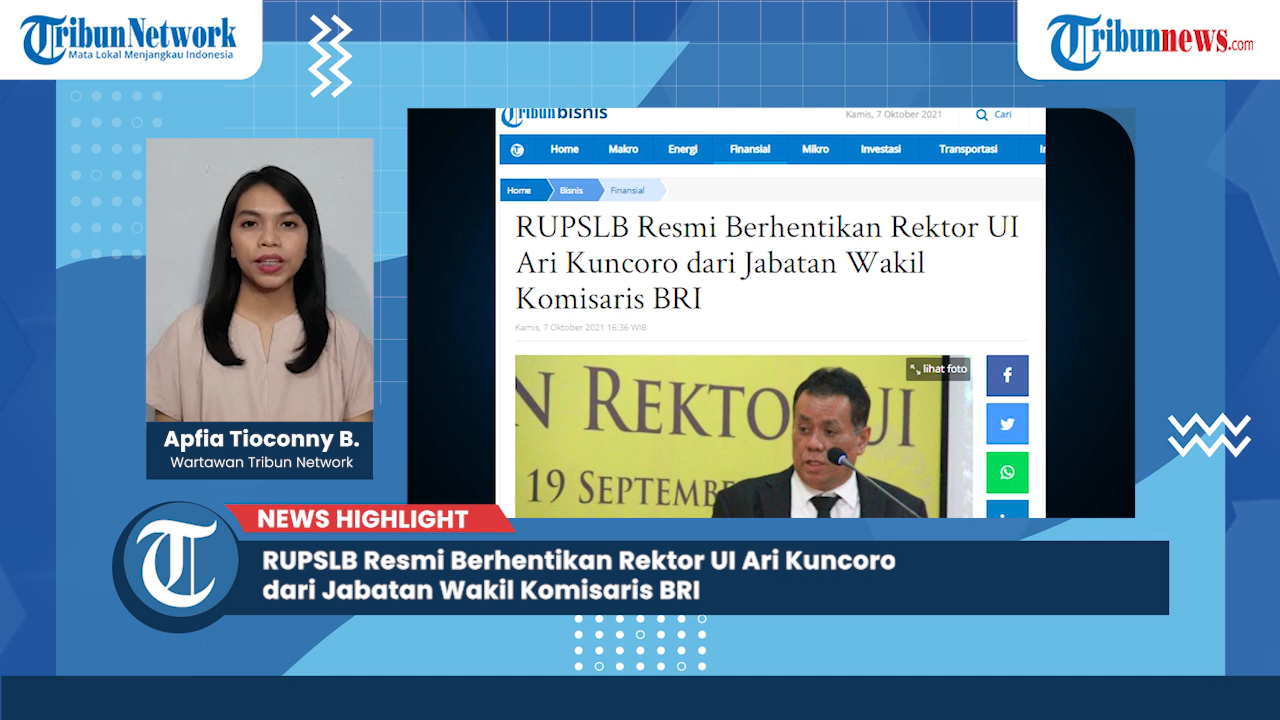 TribunNetwork
Mata Lokal Menjangkau Indonesia
Tribunnews.com
Tribunbisnis
Kamis, 7 Oktober 2021
Cari
Home Makro Energi Finansial Mikro Investasi Transportasi
Home Bisnis Finansial
RUPSLB Resmi Berhentikan Rektor UI
Ari Kuncoro dari Jabatan Wakil
Komisaris BRI
Kamis, 7 Oktober 2021 16:36 WIB
lihat foto
N REKTO UI
19 SEPTEMBE
Apfia Tioconny B.
Wartawan Tribun Network
NEWS HIGHLIGHT
T
RUPSLB Resmi Berhentikan Rektor UI Ari Kuncoro
dari Jabatan Wakil Komisaris BRI